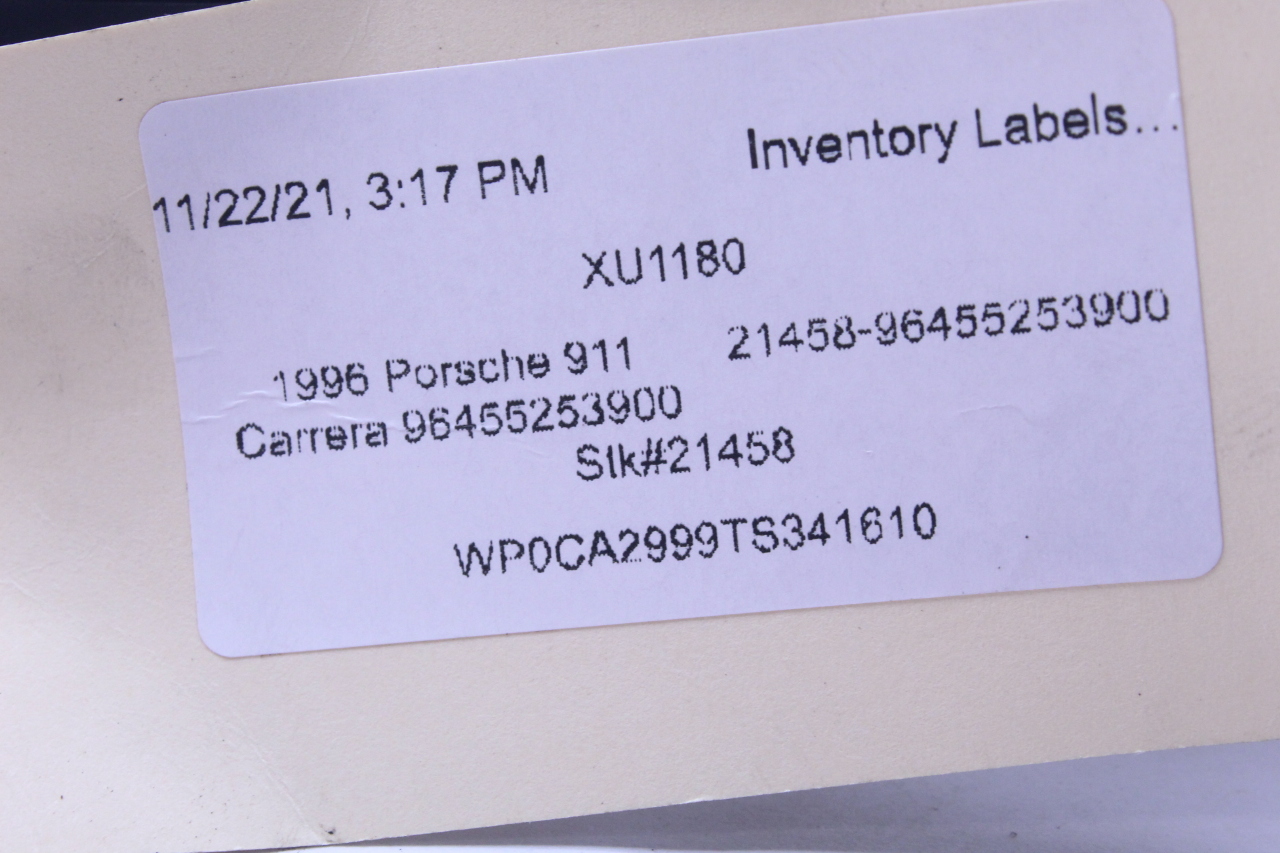 11/22/21, 3:17 PM Inventory Labels...
XU1180
1996 Porsche 911 21458-96455253900
Carrera 96455253900
Stk#21458
WP0CA2999TS341610